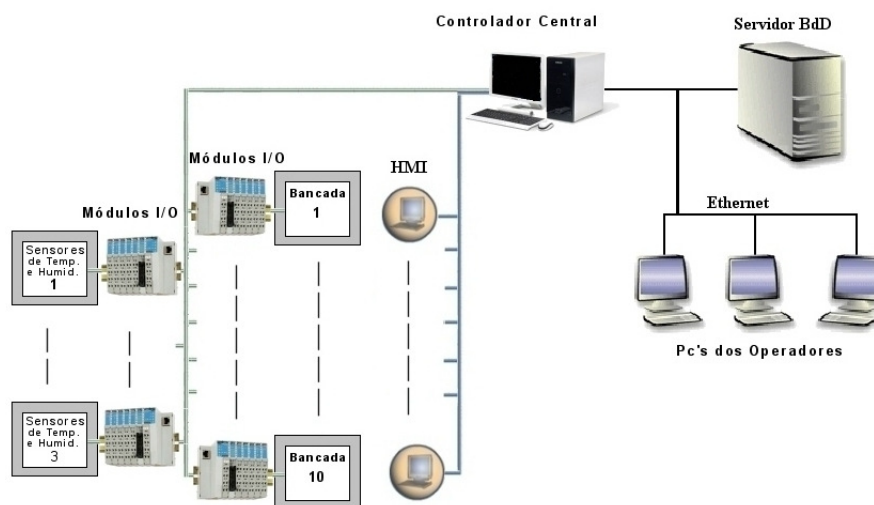 Controlador Central
Servidor BdD
Módulos I/O
HMI
Bancada
1
Módulos I/O
Ethernet
Sensores
de Temp.
e Humid.
1
Pc's dos Operadores
Sensores
de Temp.
e Humid.
3
Bancada
10